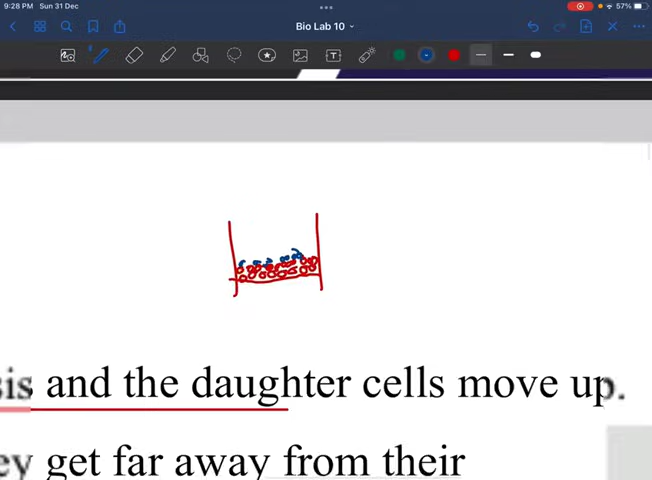 9:28 PM Sun 31 Dec
57%
Bio Lab 10
sis and the daughter cells move up.
ey get far away from their